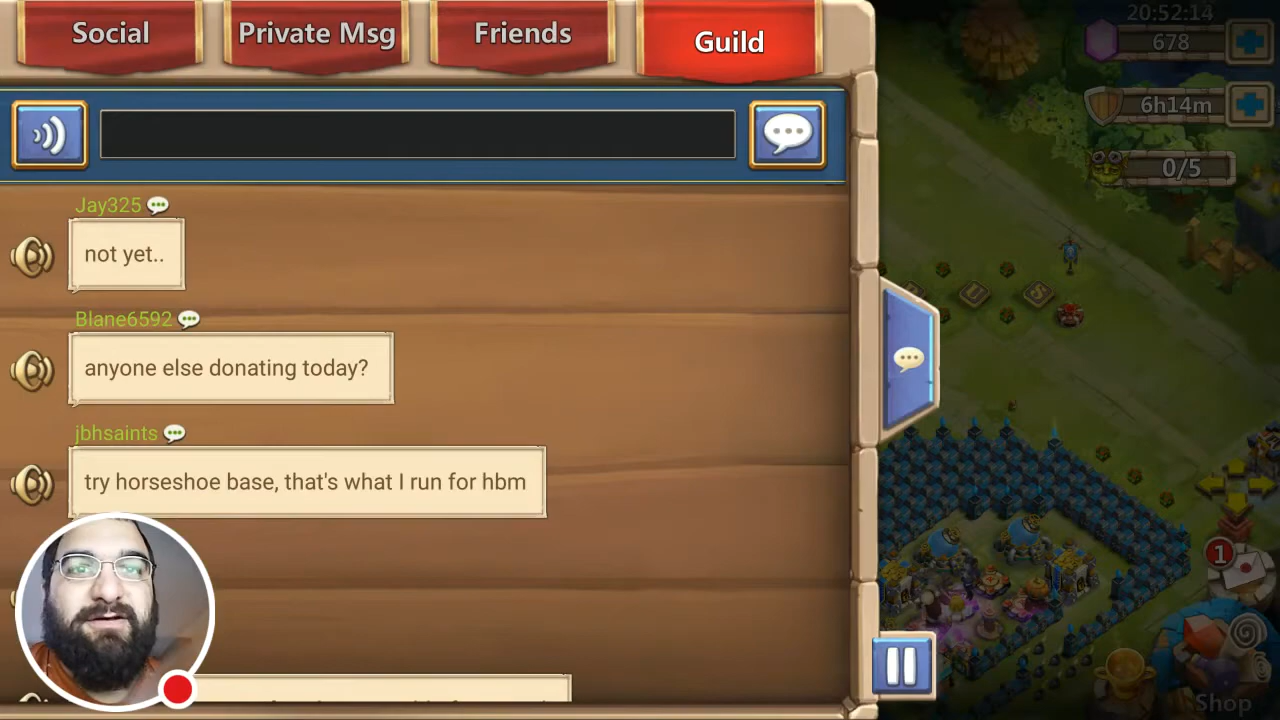 Social
Private Msg
Friends
Guild
20:52:14
678
6h14m
0/5
Jay325
not yet..
Blane6592
anyone else donating today?
jbhsaints
try horseshoe base, that's what I run for hbm
S
1
Shop